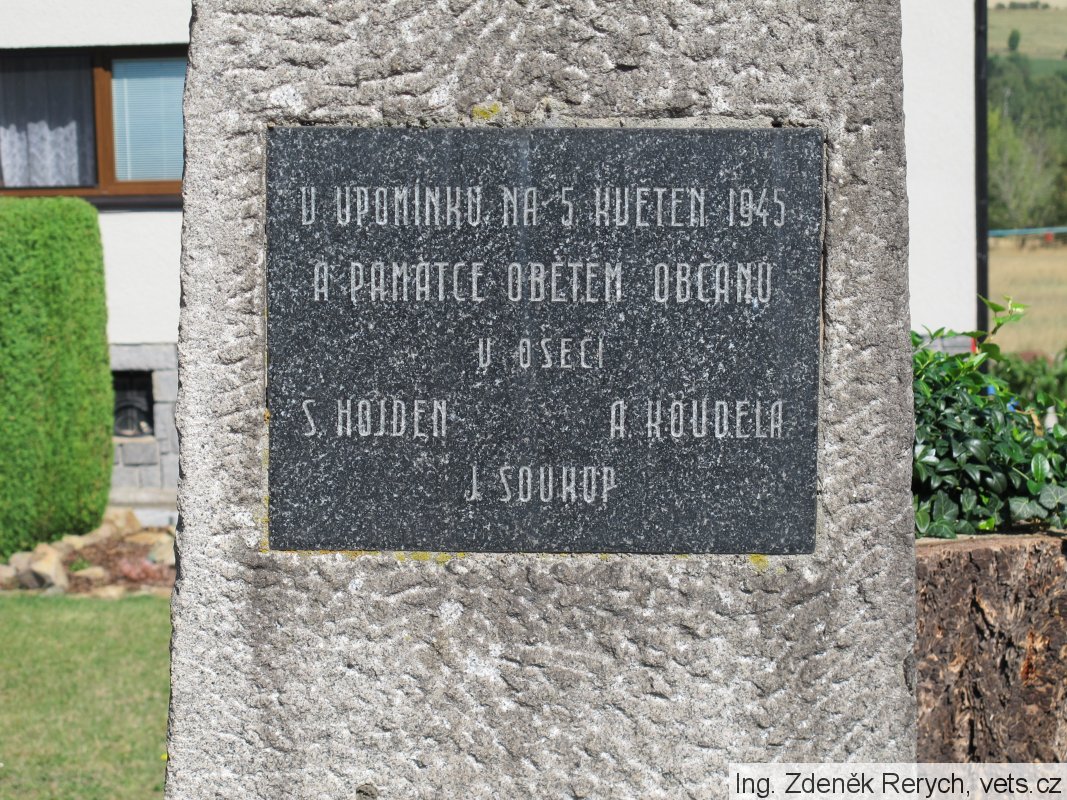 V UPOMÍNKU NA 5. KVĚTEN 1945
A PAMÁTCE OBĚTEM OBČANŮ
V OSECI
S. HOJDEN A. KOUDELA
J. SOUKUP
Ing. Zdeněk Rerych, vets.cz